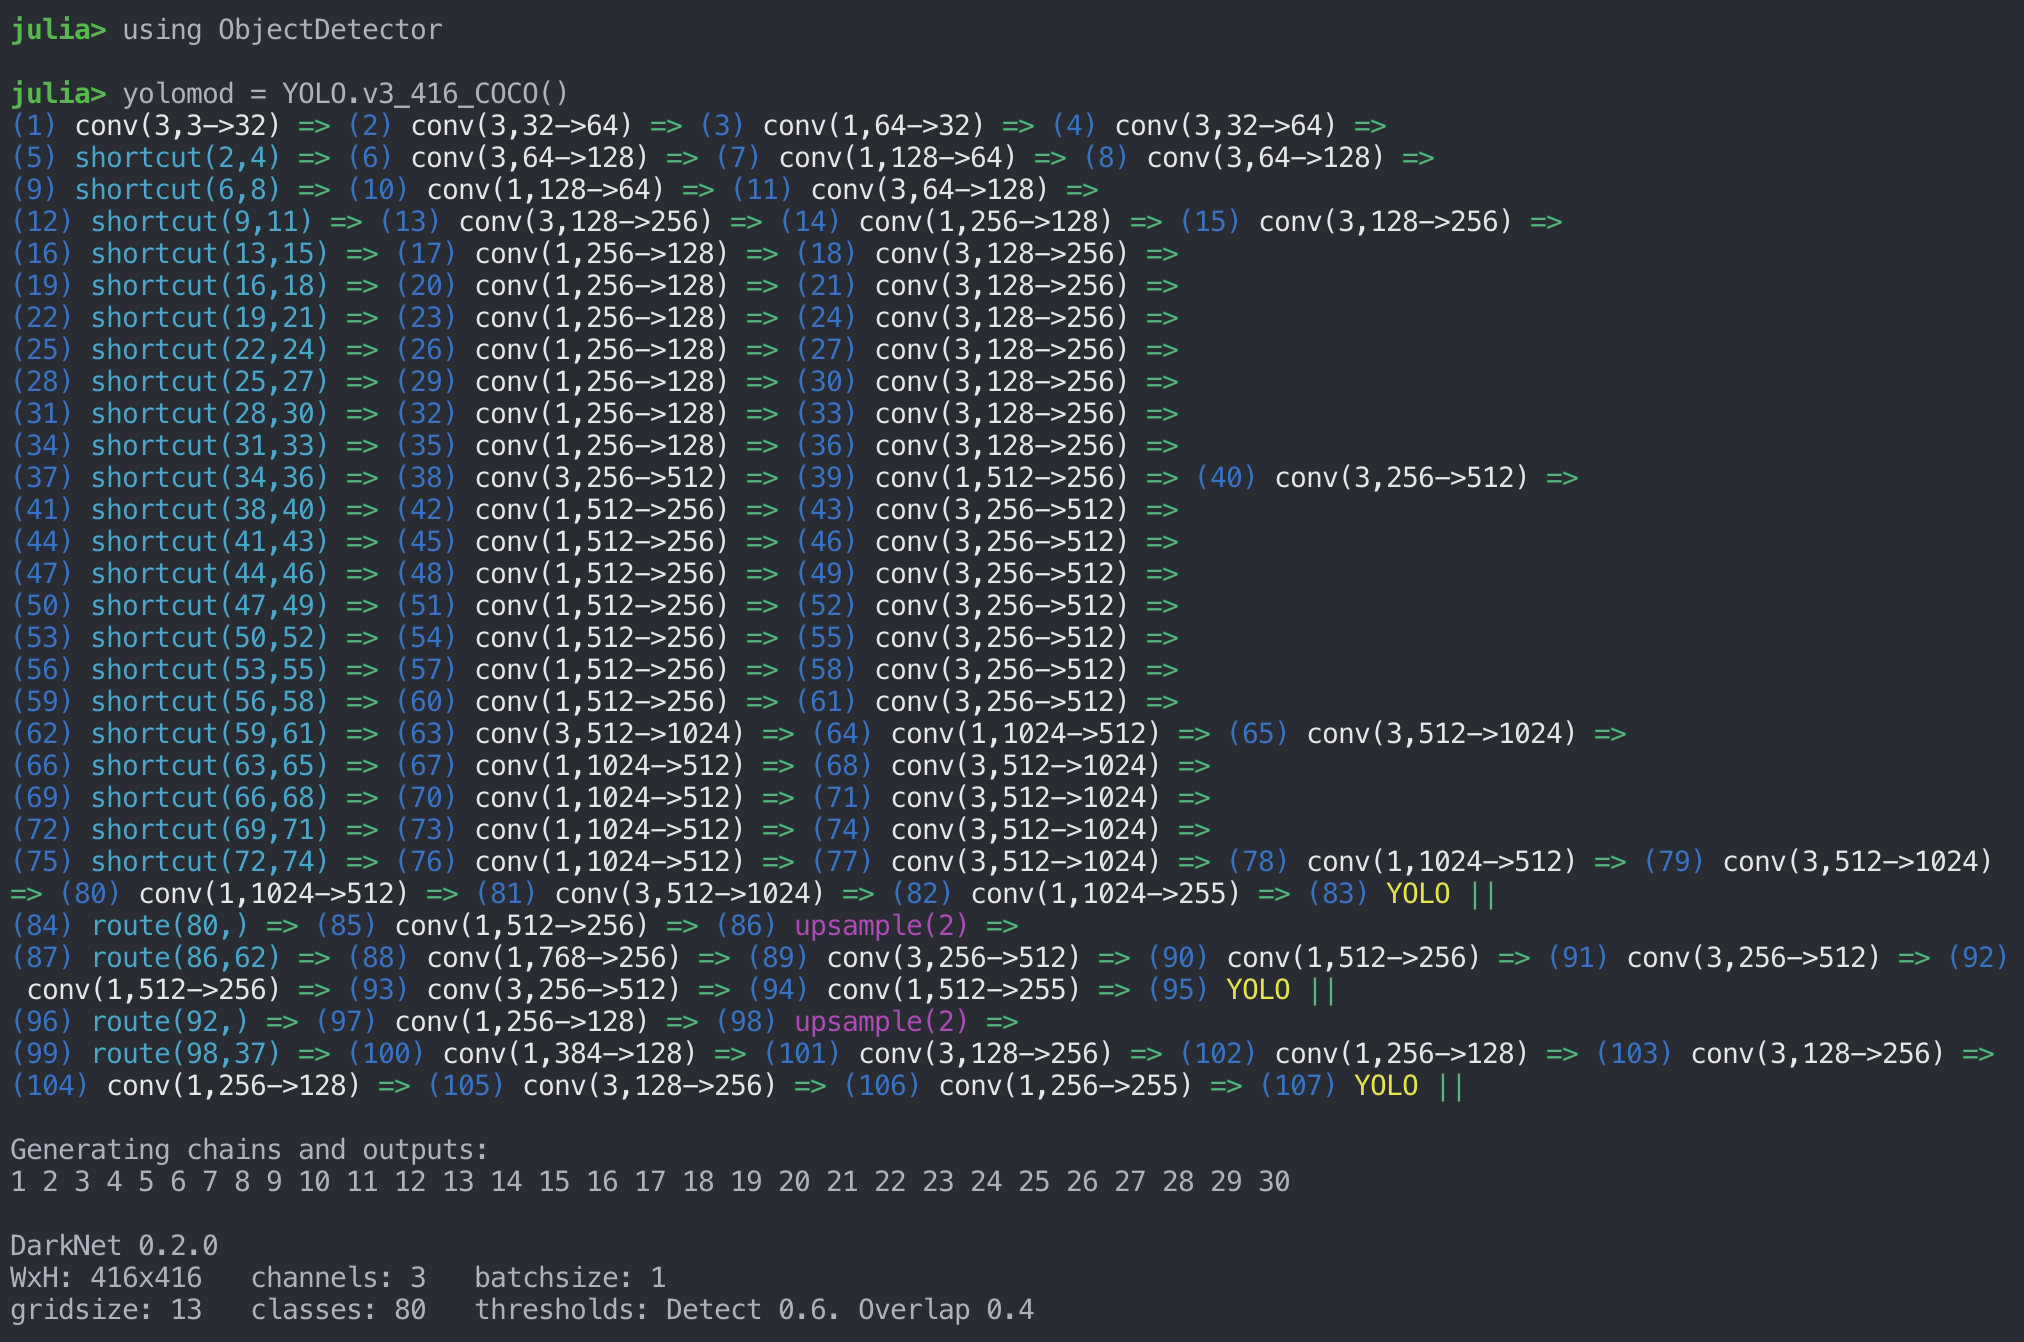 julia> using ObjectDetector
julia> yolomod = YOLO.v3_416_COCO()
(1) conv(3,3->32) => (2) conv(3,32->64) => (3) conv(1,64->32) => (4) conv(3,32->64) =>
(5) shortcut(2,4) => (6) conv(3,64->128) => (7) conv(1,128->64) => (8) conv(3,64->128) =>
(9) shortcut(6,8) => (10) conv(1,128->64) => (11) conv(3,64->128) =>
(12) shortcut(9,11) => (13) conv(3,128->256) => (14) conv(1,256->128) => (15) conv(3,128->256) =>
(16) shortcut(13,15) => (17) conv(1,256->128) => (18) conv(3,128->256) =>
(19) shortcut(16,18) => (20) conv(1,256->128) => (21) conv(3,128->256) =>
(22) shortcut(19,21) => (23) conv(1,256->128) => (24) conv(3,128->256) =>
(25) shortcut(22,24) => (26) conv(1,256->128) => (27) conv(3,128->256) =>
(28) shortcut(25,27) => (29) conv(1,256->128) => (30) conv(3,128->256) =>
(31) shortcut(28,30) => (32) conv(1,256->128) => (33) conv(3,128->256) =>
(34) shortcut(31,33) => (35) conv(1,256->128) => (36) conv(3,128->256) =>
(37) shortcut(34,36) => (38) conv(3,256->512) => (39) conv(1,512->256) => (40) conv(3,256->512) =>
(41) shortcut(38,40) => (42) conv(1,512->256) => (43) conv(3,256->512) =>
(44) shortcut(41,43) => (45) conv(1,512->256) => (46) conv(3,256->512) =>
(47) shortcut(44,46) => (48) conv(1,512->256) => (49) conv(3,256->512) =>
(50) shortcut(47,49) => (51) conv(1,512->256) => (52) conv(3,256->512) =>
(53) shortcut(50,52) => (54) conv(1,512->256) => (55) conv(3,256->512) =>
(56) shortcut(53,55) => (57) conv(1,512->256) => (58) conv(3,256->512) =>
(59) shortcut(56,58) => (60) conv(1,512->256) => (61) conv(3,256->512) =>
(62) shortcut(59,61) => (63) conv(3,512->1024) => (64) conv(1,1024->512) => (65) conv(3,512->1024) =>
(66) shortcut(63,65) => (67) conv(1,1024->512) => (68) conv(3,512->1024) =>
(69) shortcut(66,68) => (70) conv(1,1024->512) => (71) conv(3,512->1024) =>
(72) shortcut(69,71) => (73) conv(1,1024->512) => (74) conv(3,512->1024) =>
(75) shortcut(72,74) => (76) conv(1,1024->512) => (77) conv(3,512->1024) => (78) conv(1,1024->512) => (79) conv(3,512->1024)
=> (80) conv(1,1024->512) => (81) conv(3,512->1024) => (82) conv(1,1024->255) => (83) YOLO ||
(84) route(80,) => (85) conv(1,512->256) => (86) upsample(2) =>
(87) route(86,62) => (88) conv(1,768->256) => (89) conv(3,256->512) => (90) conv(1,512->256) => (91) conv(3,256->512) => (92)
conv(1,512->256) => (93) conv(3,256->512) => (94) conv(1,512->255) => (95) YOLO ||
(96) route(92,) => (97) conv(1,256->128) => (98) upsample(2) =>
(99) route(98,37) => (100) conv(1,384->128) => (101) conv(3,128->256) => (102) conv(1,256->128) => (103) conv(3,128->256) =>
(104) conv(1,256->128) => (105) conv(3,128->256) => (106) conv(1,256->255) => (107) YOLO ||
Generating chains and outputs:
1 2 3 4 5 6 7 8 9 10 11 12 13 14 15 16 17 18 19 20 21 22 23 24 25 26 27 28 29 30
DarkNet 0.2.0
WxH: 416x416   channels: 3   batchsize: 1
gridsize: 13   classes: 80   thresholds: Detect 0.6. Overlap 0.4